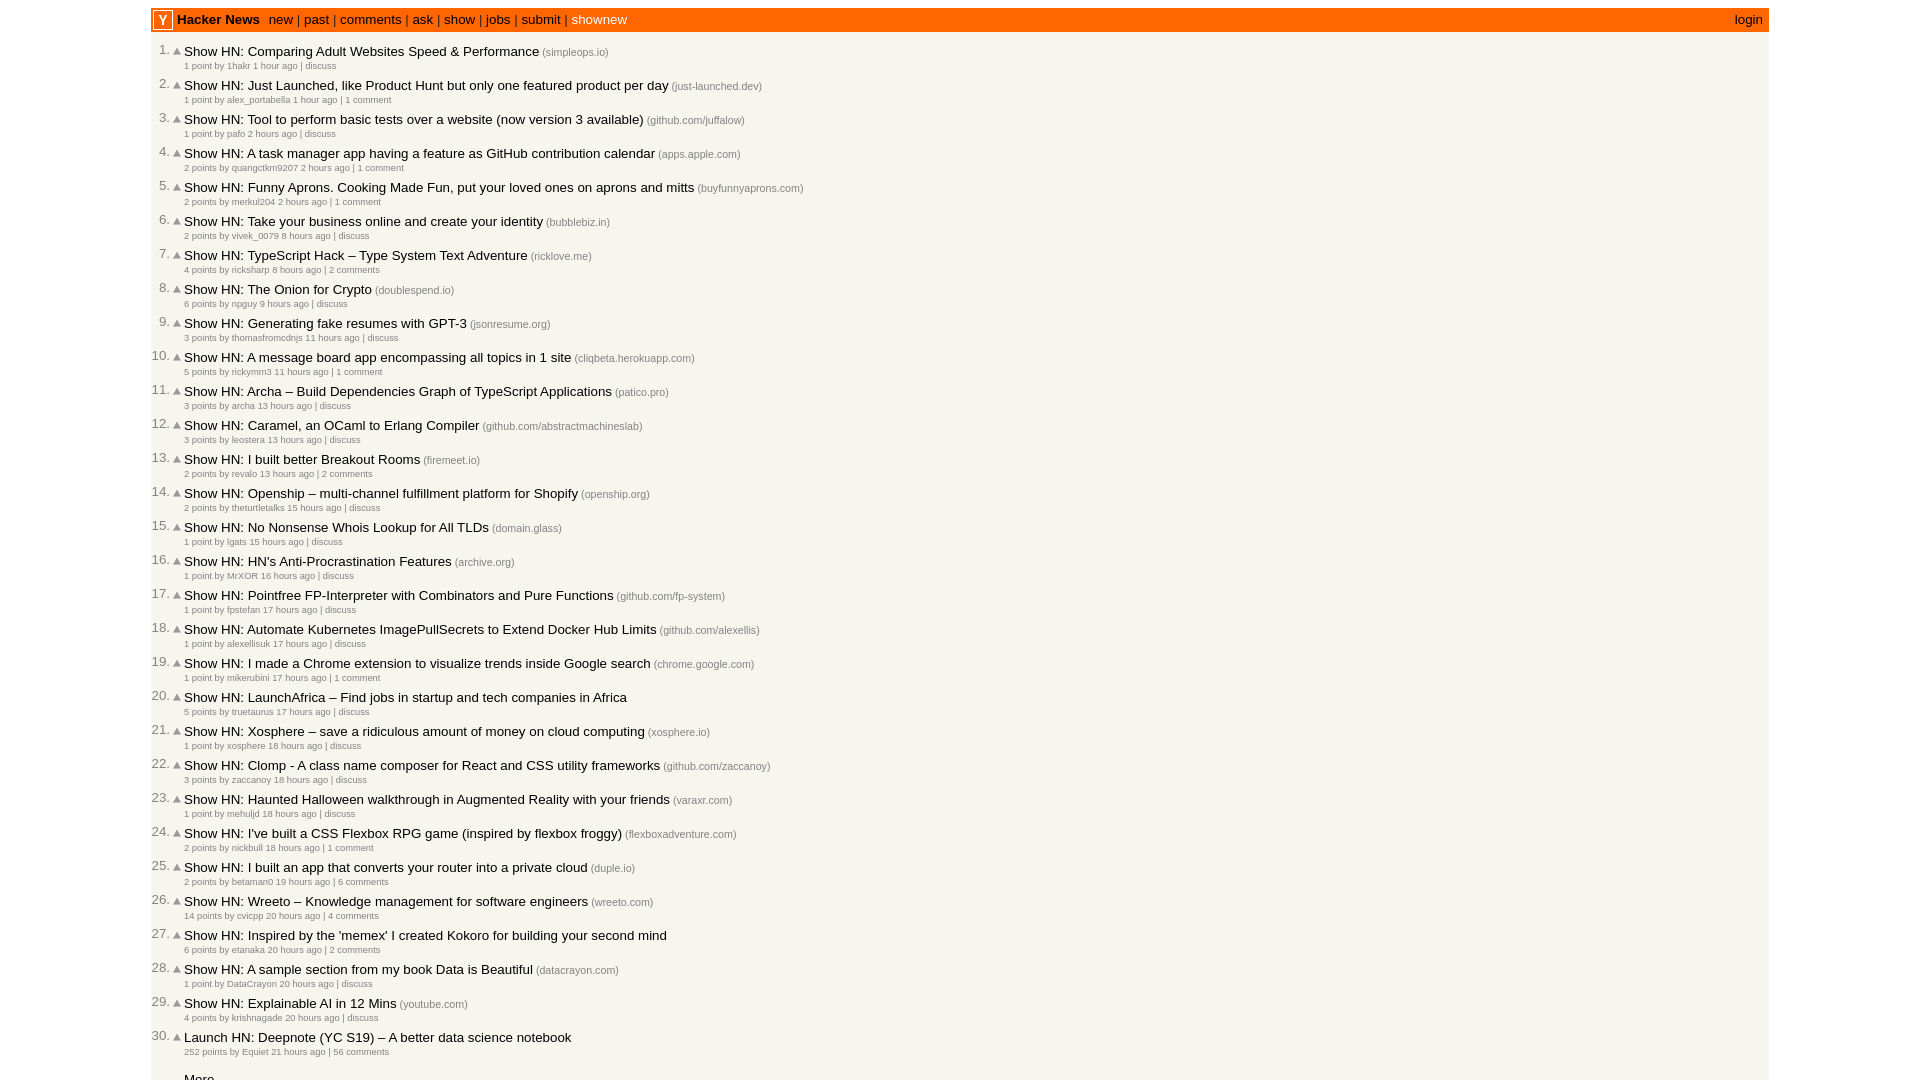 Y Hacker News new | past | comments | ask | show | jobs | submit | shownew login
1. Show HN: Comparing Adult Websites Speed & Performance (simpleops.io)
1 point by 1hakr 1 hour ago | discuss
2. Show HN: Just Launched, like Product Hunt but only one featured product per day (just-launched.dev)
1 point by alex_portabella 1 hour ago | 1 comment
3. Show HN: Tool to perform basic tests over a website (now version 3 available) (github.com/juffalow)
1 point by pafo 2 hours ago | discuss
4. Show HN: A task manager app having a feature as GitHub contribution calendar (apps.apple.com)
2 points by quangctkm9207 2 hours ago | 1 comment
5. Show HN: Funny Aprons. Cooking Made Fun, put your loved ones on aprons and mitts (buyfunnyaprons.com)
2 points by merkul204 2 hours ago | 1 comment
6. Show HN: Take your business online and create your identity (bubblebiz.in)
2 points by vivek_0079 8 hours ago | discuss
7. Show HN: TypeScript Hack – Type System Text Adventure (ricklove.me)
4 points by ricksharp 8 hours ago | 2 comments
8. Show HN: The Onion for Crypto (doublespend.io)
6 points by npguy 9 hours ago | discuss
9. Show HN: Generating fake resumes with GPT-3 (jsonresume.org)
3 points by thomasfromcdnjs 11 hours ago | discuss
10. Show HN: A message board app encompassing all topics in 1 site (cliqbeta.herokuapp.com)
5 points by rickymm3 11 hours ago | 1 comment
11. Show HN: Archa – Build Dependencies Graph of TypeScript Applications (patico.pro)
3 points by archa 13 hours ago | discuss
12. Show HN: Caramel, an OCaml to Erlang Compiler (github.com/abstractmachineslab)
3 points by leostera 13 hours ago | discuss
13. Show HN: I built better Breakout Rooms (firemeet.io)
2 points by revalo 13 hours ago | 2 comments
14. Show HN: Openship – multi-channel fulfillment platform for Shopify (openship.org)
2 points by theturtletalks 15 hours ago | discuss
15. Show HN: No Nonsense Whois Lookup for All TLDs (domain.glass)
1 point by lgats 15 hours ago | discuss
16. Show HN: HN's Anti-Procrastination Features (archive.org)
1 point by MrXOR 16 hours ago | discuss
17. Show HN: Pointfree FP-Interpreter with Combinators and Pure Functions (github.com/fp-system)
1 point by fpstefan 17 hours ago | discuss
18. Show HN: Automate Kubernetes ImagePullSecrets to Extend Docker Hub Limits (github.com/alexellis)
1 point by alexellisuk 17 hours ago | discuss
19. Show HN: I made a Chrome extension to visualize trends inside Google search (chrome.google.com)
1 point by mikerubini 17 hours ago | 1 comment
20. Show HN: LaunchAfrica – Find jobs in startup and tech companies in Africa
5 points by truetaurus 17 hours ago | discuss
21. Show HN: Xosphere – save a ridiculous amount of money on cloud computing (xosphere.io)
1 point by xosphere 18 hours ago | discuss
22. Show HN: Clomp - A class name composer for React and CSS utility frameworks (github.com/zaccanoy)
3 points by zaccanoy 18 hours ago | discuss
23. Show HN: Haunted Halloween walkthrough in Augmented Reality with your friends (varaxr.com)
1 point by mehuljd 18 hours ago | discuss
24. Show HN: I've built a CSS Flexbox RPG game (inspired by flexbox froggy) (flexboxadventure.com)
2 points by nickbull 18 hours ago | 1 comment
25. Show HN: I built an app that converts your router into a private cloud (duple.io)
2 points by betaman0 19 hours ago | 6 comments
26. Show HN: Wreeto – Knowledge management for software engineers (wreeto.com)
14 points by cvicpp 20 hours ago | 4 comments
27. Show HN: Inspired by the 'memex' I created Kokoro for building your second mind
6 points by etanaka 20 hours ago | 2 comments
28. Show HN: A sample section from my book Data is Beautiful (datacrayon.com)
1 point by DataCrayon 20 hours ago | discuss
29. Show HN: Explainable AI in 12 Mins (youtube.com)
4 points by krishnagade 20 hours ago | discuss
30. Launch HN: Deepnote (YC S19) – A better data science notebook
252 points by Equiet 21 hours ago | 56 comments
More